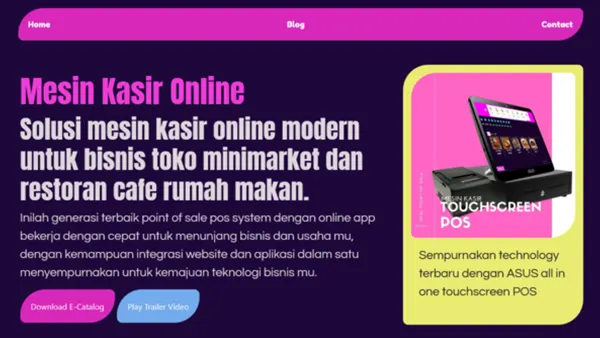 Home
Blog
Contact
Mesin Kasir Online
Solusi mesin kasir online modern
untuk bisnis toko minimarket dan
restoran cafe rumah makan.
Inilah generasi terbaik point of sale pos system dengan online app
bekerja dengan cepat untuk menunjang bisnis dan usaha mu,
dengan kemampuan integrasi website dan aplikasi dalam satu
menyempurnakan untuk kemajuan teknologi bisnis mu.
Download E-Catalog
Play Trailer Video
MESIN KASIR
TOUCHSCREEN
POS
Sempurnakan technology
terbaru dengan ASUS all in
one touchscreen POS